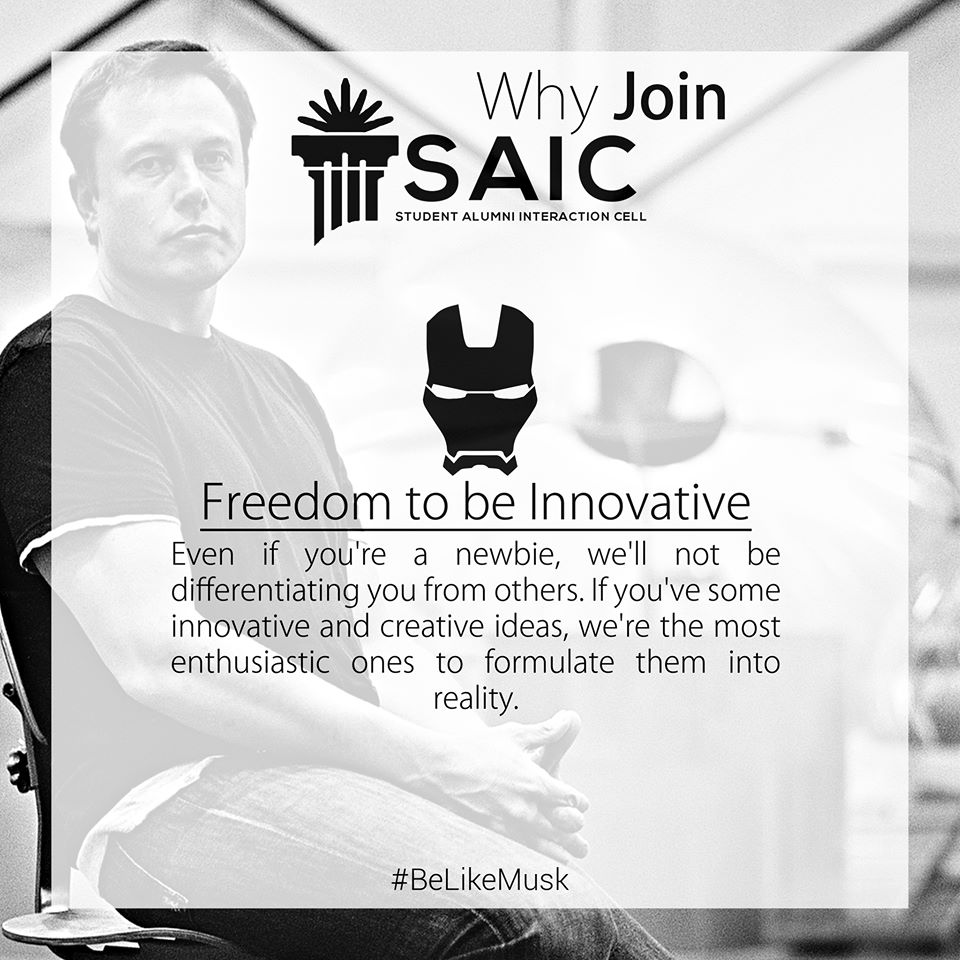 Why Join
SAIC
STUDENT ALUMNI INTERACTION CELL
Freedom to be Innovative
Even if you're a newbie, we'll not be
differentiating you from others. If you've some
innovative and creative ideas, we're the most
enthusiastic ones to formulate them into
reality.
#BeLikeMusk